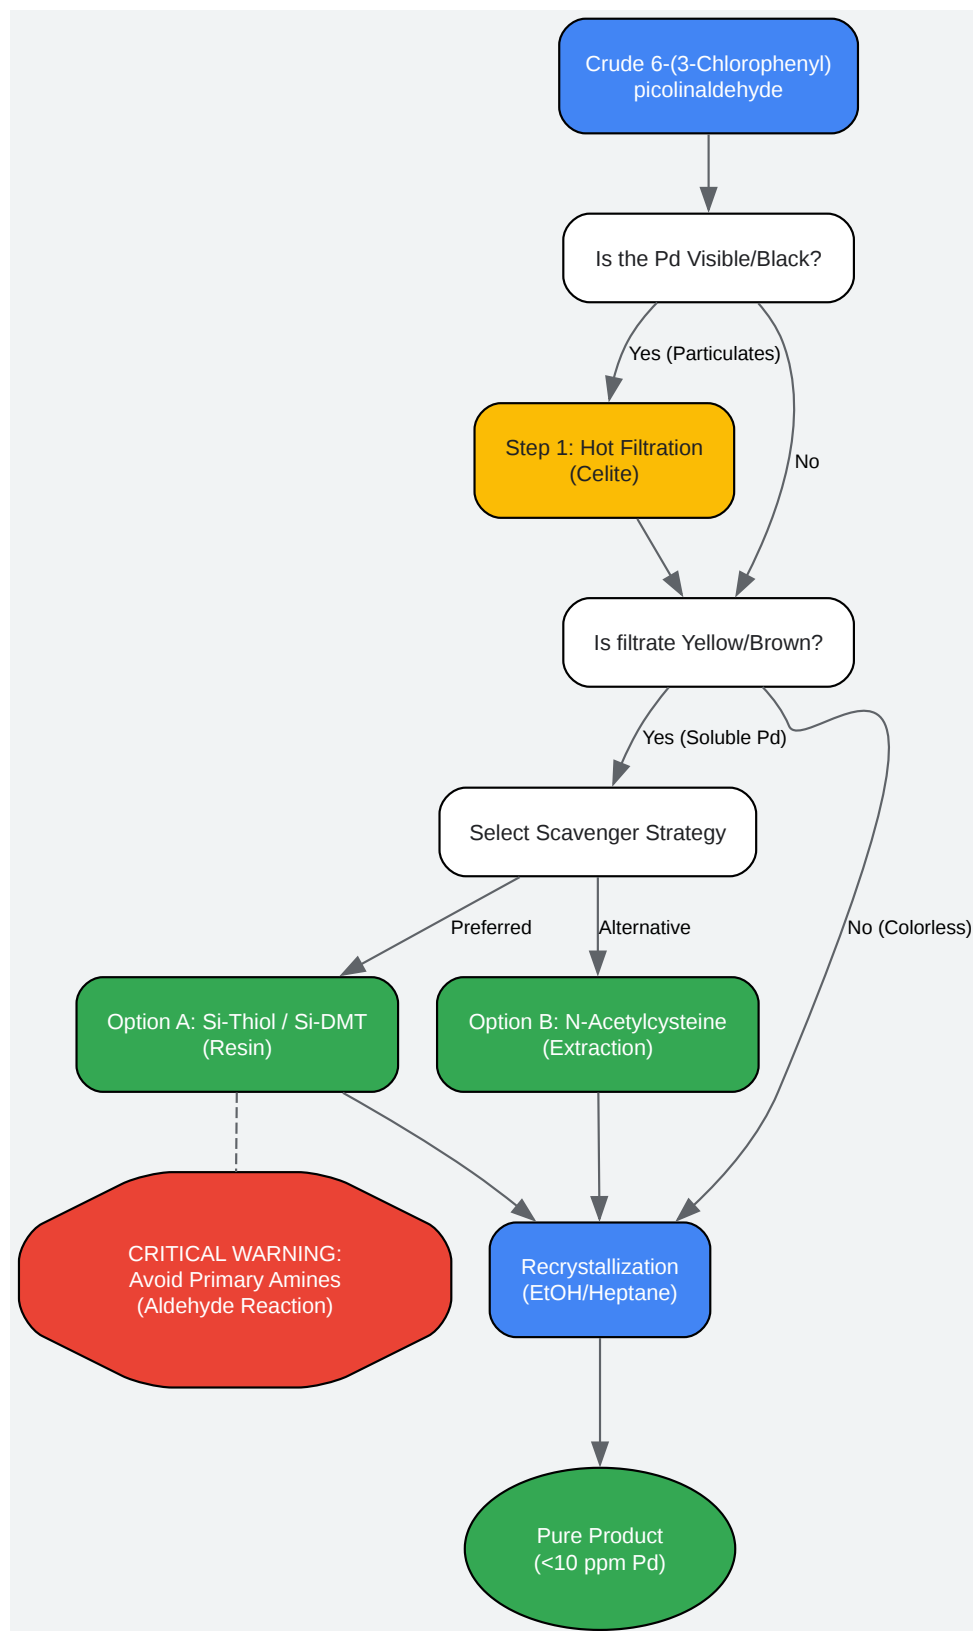 Crude 6-(3-Chlorophenyl)
picolinaldehyde
Is the Pd Visible/Black?
Yes (Particulates)
Step 1: Hot Filtration
(Celite)
No
Is filtrate Yellow/Brown?
Yes (Soluble Pd)
Select Scavenger Strategy
Preferred
Alternative
No (Colorless)
Option A: Si-Thiol / Si-DMT
(Resin)
Option B: N-Acetylcysteine
(Extraction)
CRITICAL WARNING:
Avoid Primary Amines
(Aldehyde Reaction)
Recrystallization
(EtOH/Heptane)
Pure Product
(<10 ppm Pd)